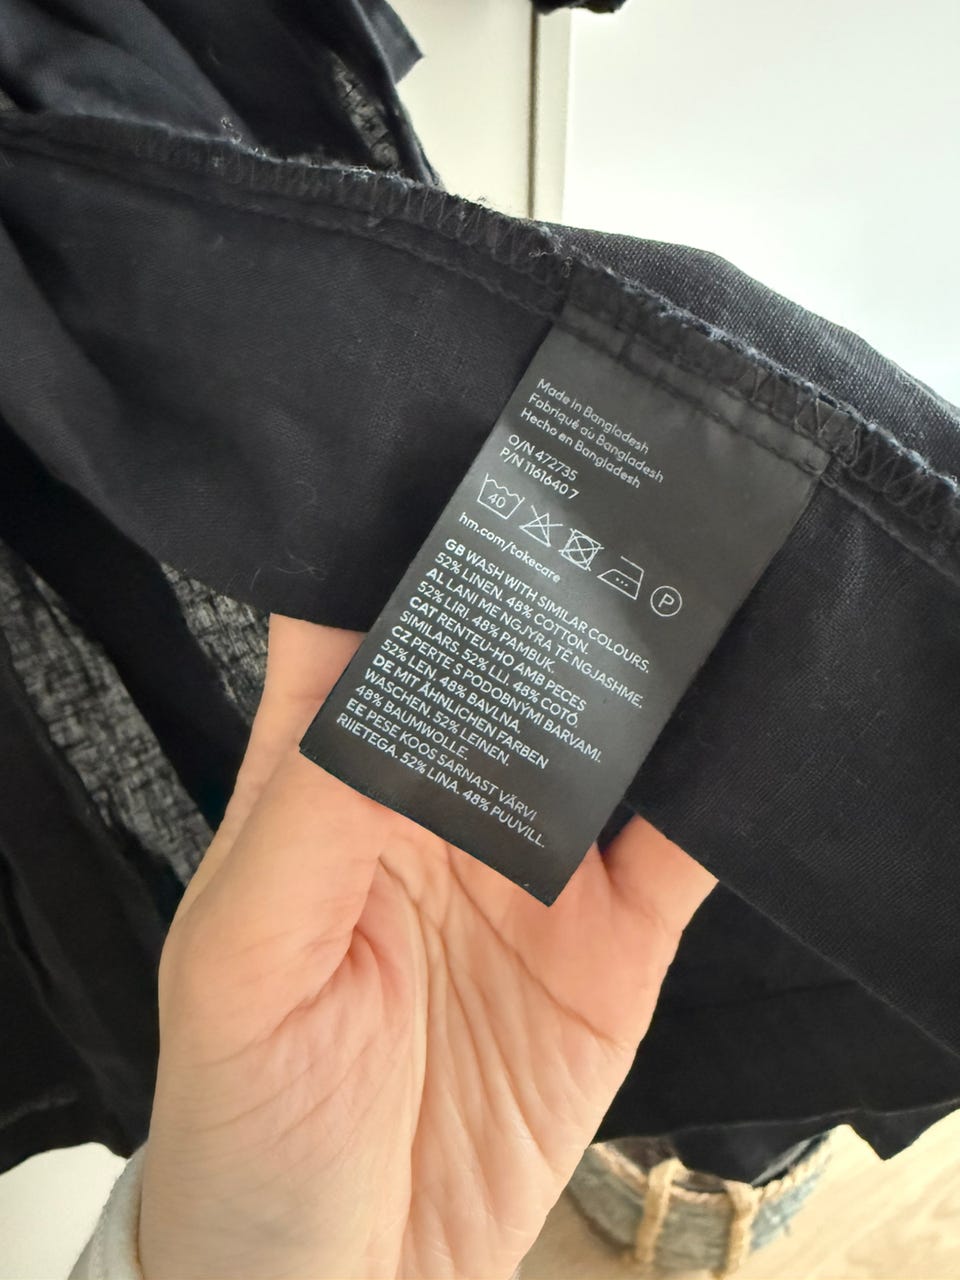 Made in Bangladesh
Fabriqué au Bangladesh
Hecho en Bangladesh
O/N 472735
P/N 1161640 7
40
P
hm.com/takecare
GB WASH WITH SIMILAR COLOURS.
52% LINEN. 48% COTTON.
AL LANI ME NGJYRA TË NGJASHME.
52% LIRI. 48% PAMBUK.
CAT RENTEU-HO AMB PECES
SIMILARS. 52% LLI. 48% COTÓ.
CZ PERTE S PODOBNÝMI BARVAMI.
52% LEN. 48% BAVLNA.
DE MIT ÄHNLICHEN FARBEN
WASCHEN. 52% LEINEN.
48% BAUMWOLLE.
EE PESE KOOS SARNAST VÄRVI
RIIETEGA. 52% LINA. 48% PUUVILL.